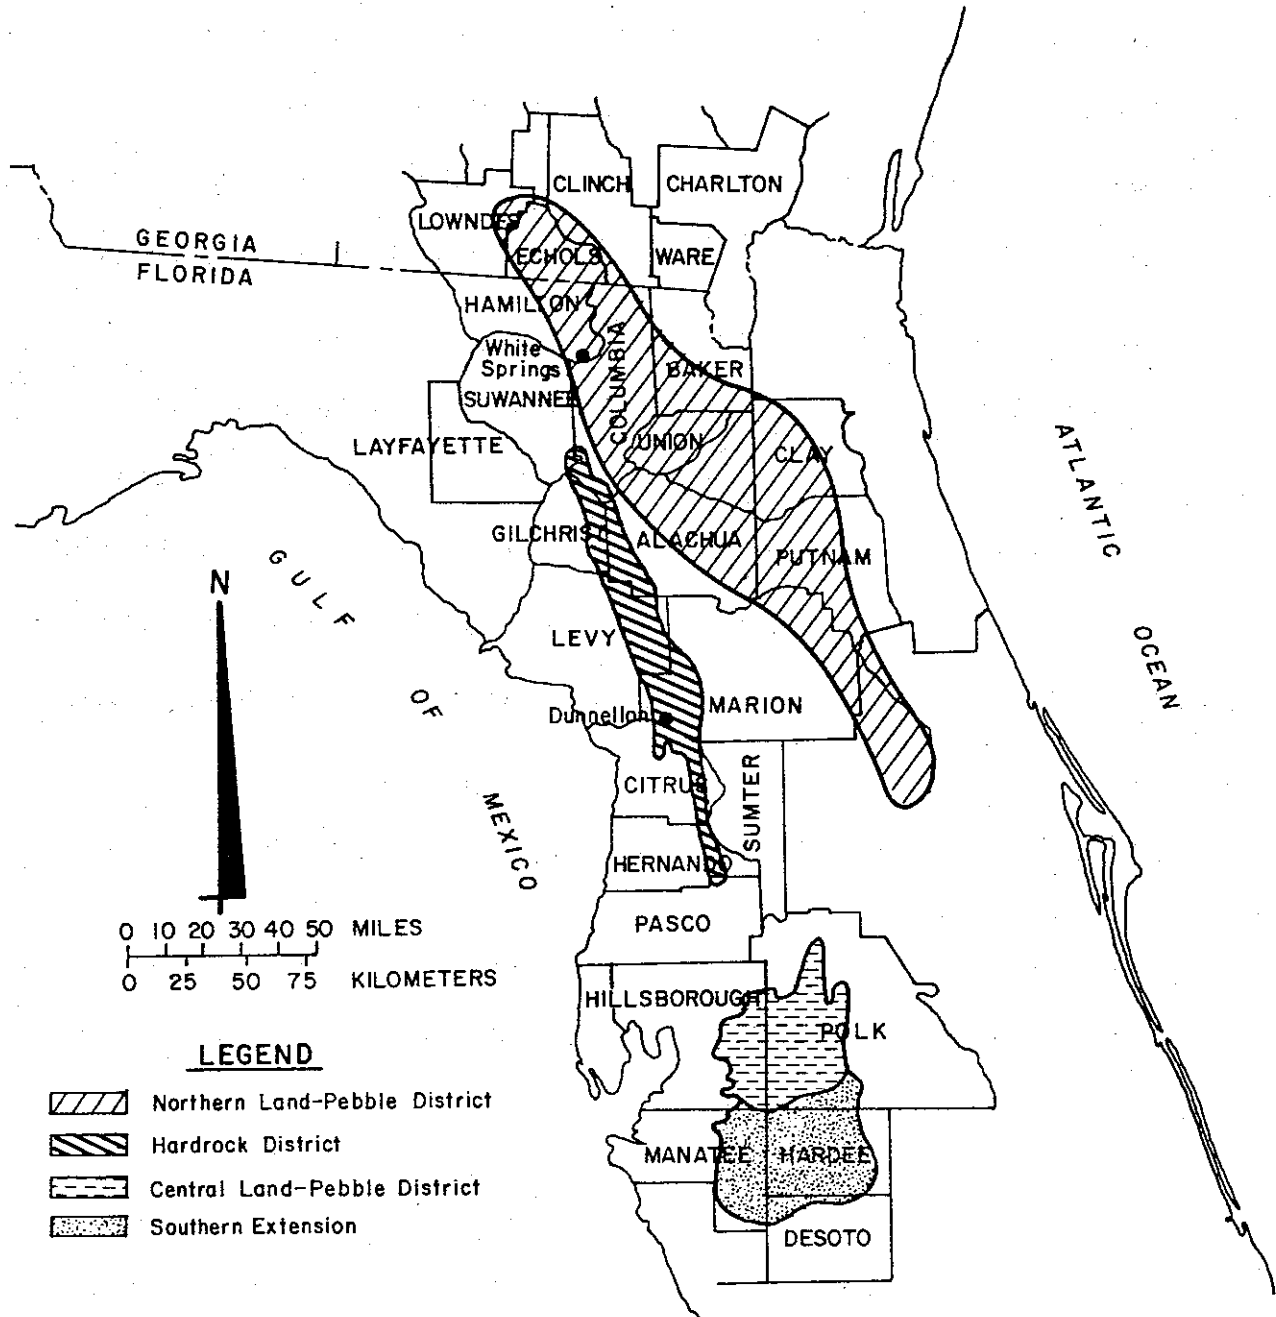 CLINCH
CHARLTON
LOWNDES
GEORGIA
ECHOLS
WARE
FLORIDA
HAMILTON
COLUMBIA
White
Springs
BAKER
SUWANNEE
LAYFAYETTE
UNION
CLAY
ATLANTIC
OCEAN
GILCHRIST
ALACHUA
PUTNAM
GULF
OF
MEXICO
N
LEVY
Dunnellon
MARION
CITRUS
SUMTER
HERNANDO
PASCO
0 10 20 30 40 50 MILES
0 25 50 75 KILOMETERS
HILLSBOROUGH
POLK
LEGEND
Northern Land-Pebble District
Hardrock District
Central Land-Pebble District
Southern Extension
MANATEE
HARDEE
DESOTO